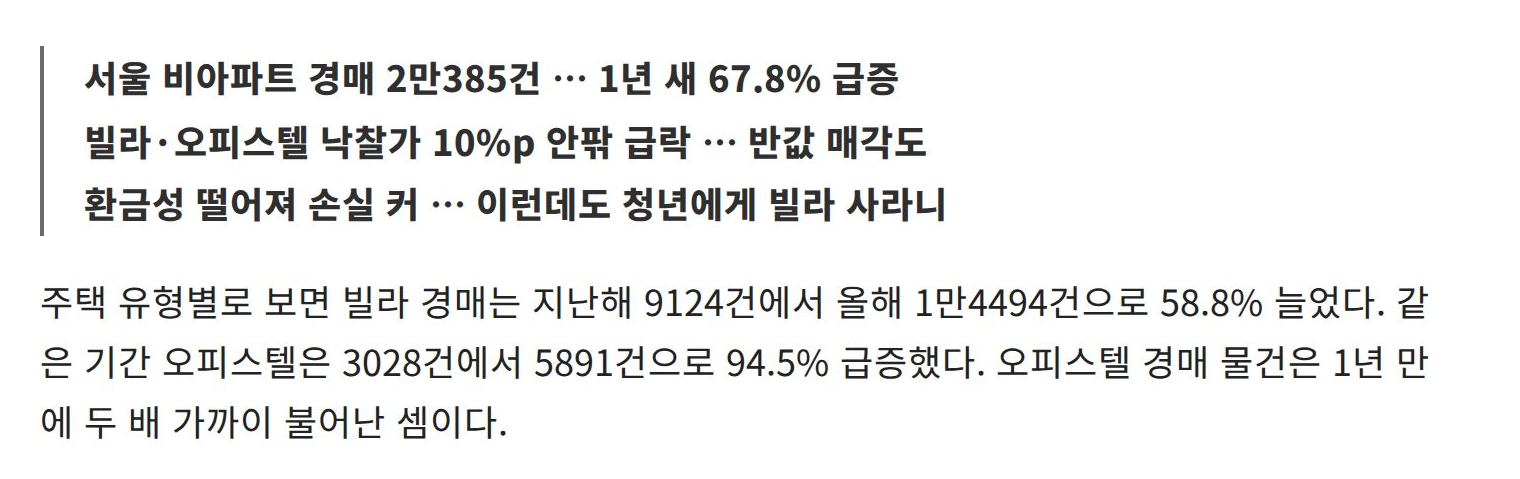 서울 비아파트 경매 2만385건 … 1년 새 67.8% 급증
빌라·오피스텔 낙찰가 10%p 안팎 급락 … 반값 매각도
환금성 떨어져 손실 커 … 이런데도 청년에게 빌라 사라니
주택 유형별로 보면 빌라 경매는 지난해 9124건에서 올해 1만4494건으로 58.8% 늘었다. 같
은 기간 오피스텔은 3028건에서 5891건으로 94.5% 급증했다. 오피스텔 경매 물건은 1년 만
에 두 배 가까이 불어난 셈이다.